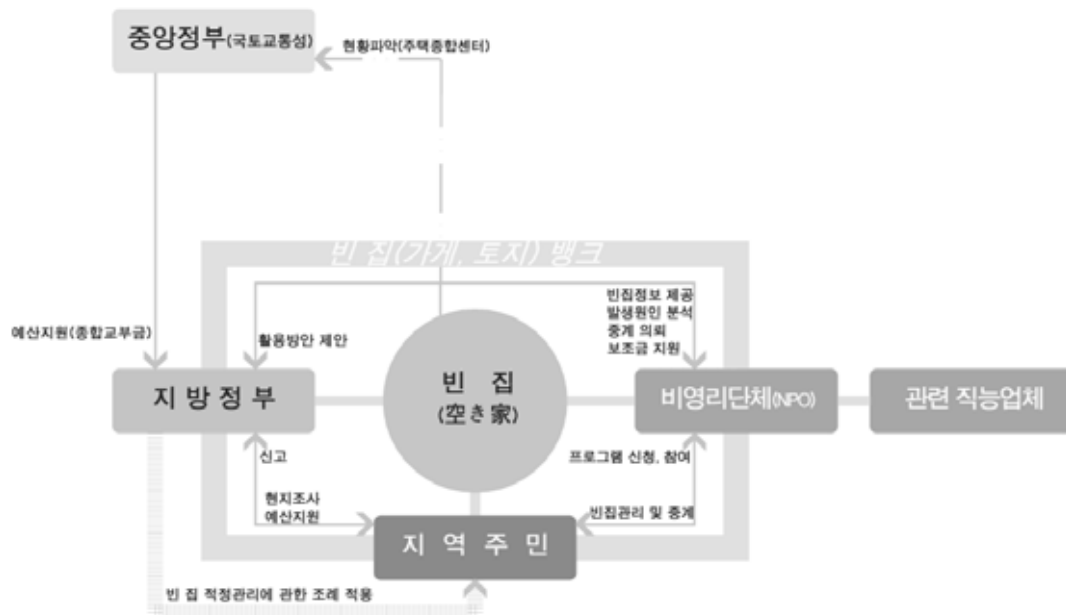 중앙정부(국토교통성)
현황파악(주택종합센터)
빈 집(가게, 토지) 뱅크
예산지원(종합교부금)
활용방안 제안
빈집정보 제공
발생원인 분석
중계 의뢰
보조금 지원
지방정부
빈 집
(空き家)
비영리단체(NPO)
관련 직능업체
신고
프로그램 신청, 참여
현지조사
예산지원
빈집관리 및 중계
지역주민
빈 집 적정관리에 관한 조례 적용